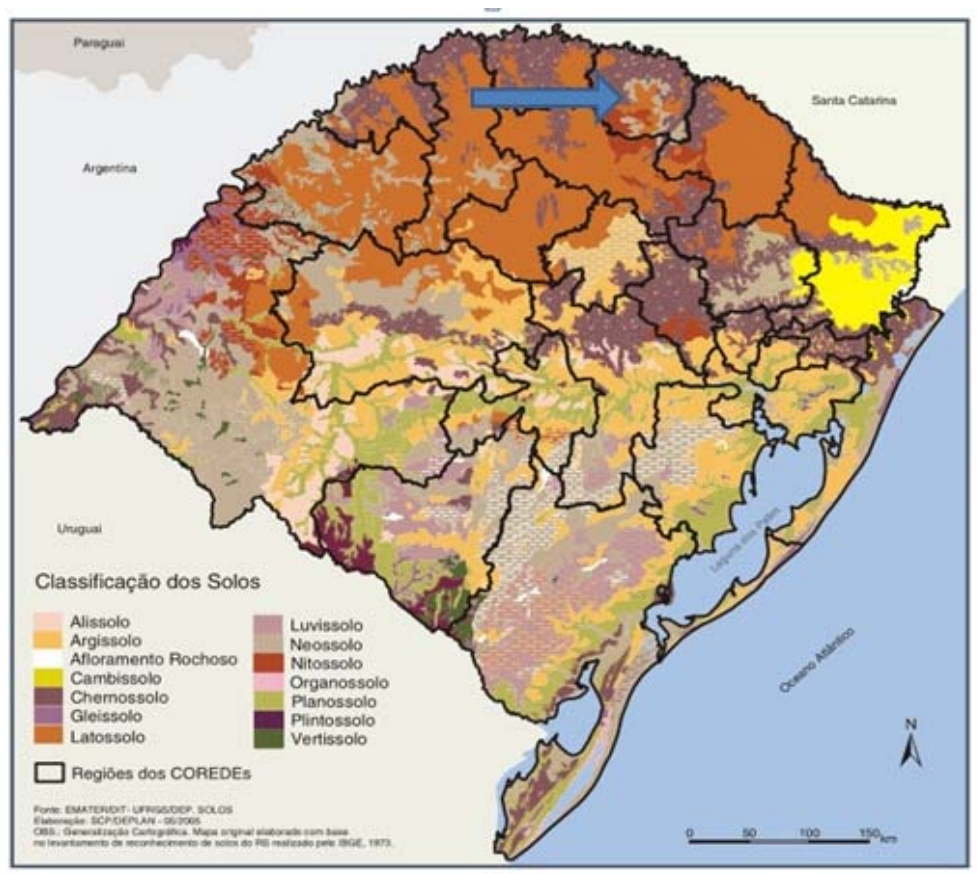 Paraguai
Santa Catarina
Argentina
Uruguai
Laguna dos Patos
Oceano Atlântico
Classificação dos Solos
Alissolo
Argissolo
Afloramento Rochoso
Cambissolo
Chernossolo
Gleissolo
Latossolo
Luvissolo
Neossolo
Nitossolo
Organossolo
Planossolo
Plintossolo
Vertissolo
Regiões dos COREDEs
Fonte: EMATER/DIT- UFRGS/DEP. SOLOS
Elaboração: SCP/DEPLAN - 05/2005
OBS.: Generalização Cartográfica. Mapa original elaborado com base
no levantamento de reconhecimento de solos do RS realizado pelo IBGE, 1973.
N
0 50 100 150 km